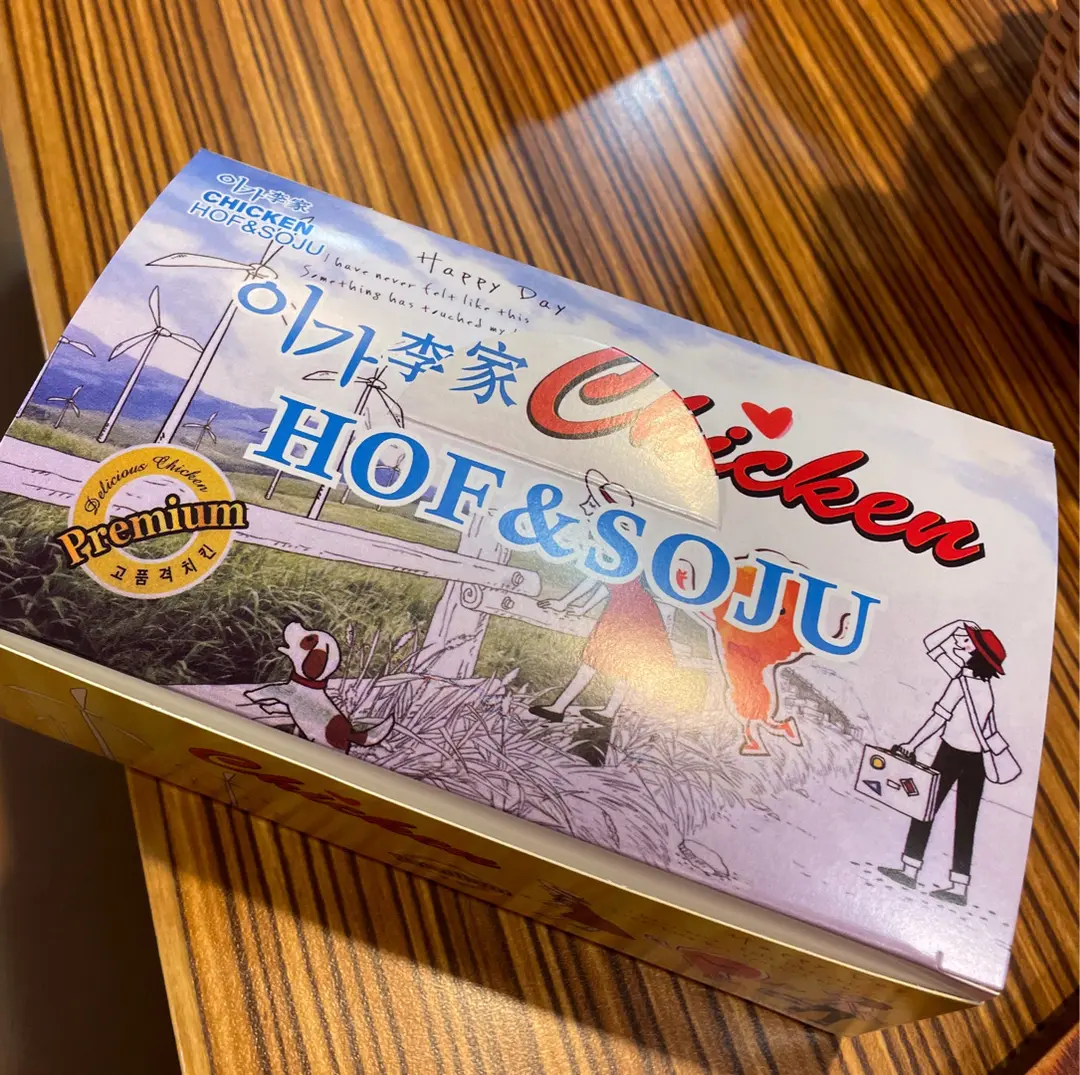 이가李家
CHICKEN
HOF&SOJU
Happy Day
I have never felt like this
Something has touched my
이가李家 Chicken
HOF&SOJU
Delicious Chicken
Premium
고품격치킨
Chicken